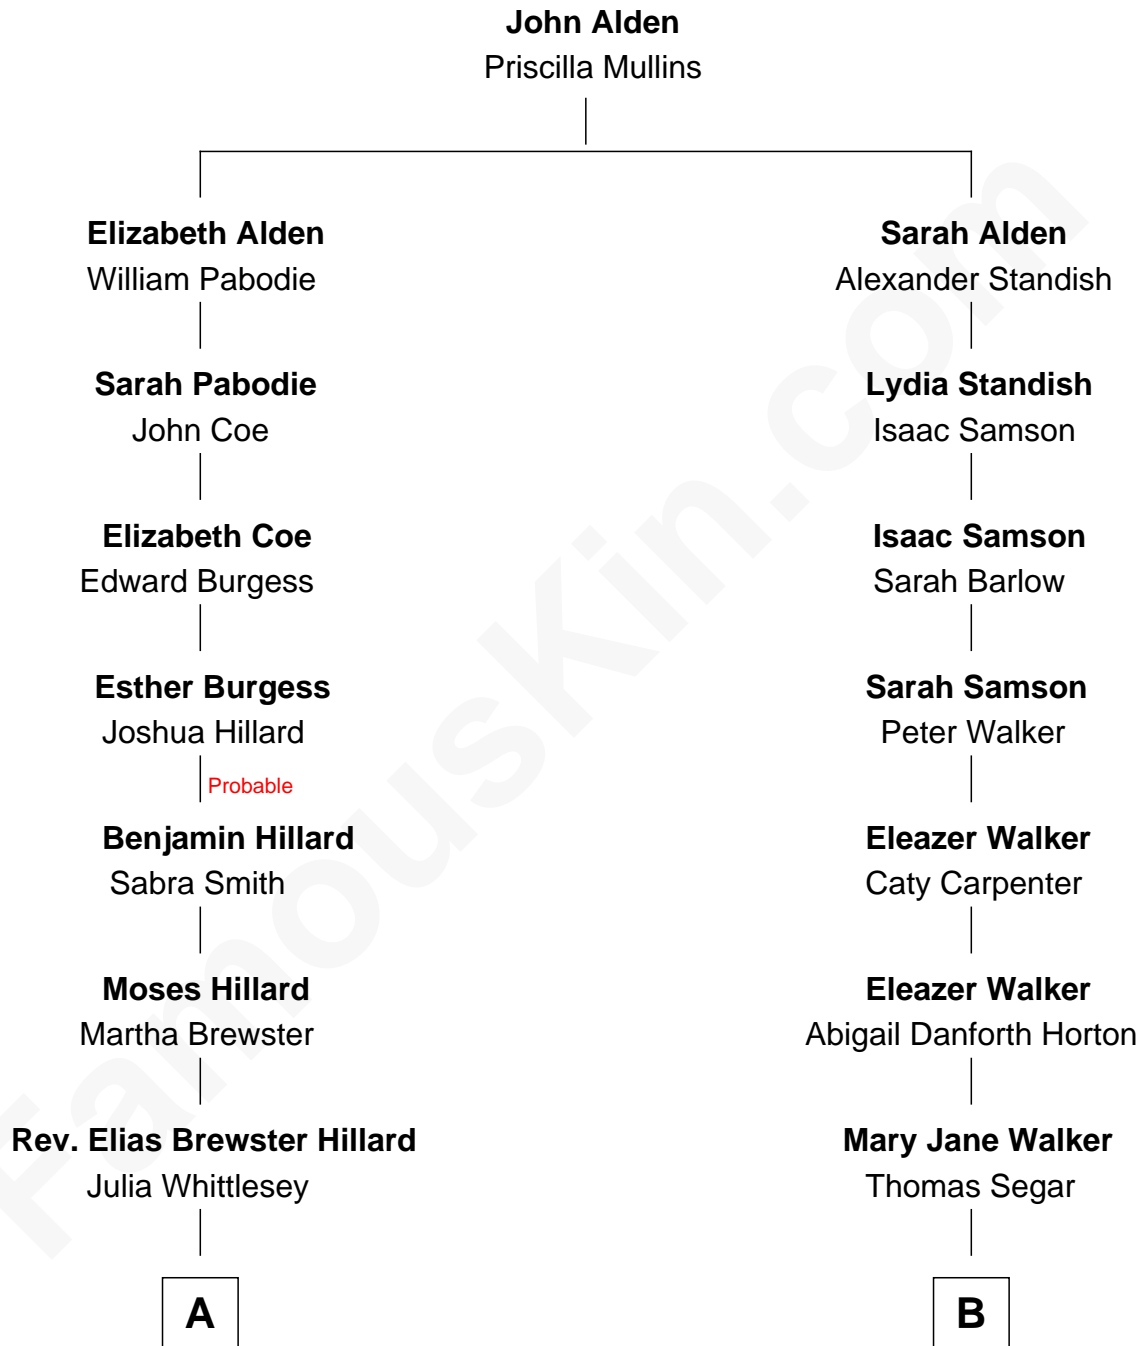 John Alden
Priscilla Mullins
Elizabeth Alden
William Pabodie
Sarah Pabodie
John Coe
Elizabeth Coe
Edward Burgess
Esther Burgess
Joshua Hillard
Probable
Benjamin Hillard
Sabra Smith
Moses Hillard
Martha Brewster
Rev. Elias Brewster Hillard
Julia Whittlesey
A
Sarah Alden
Alexander Standish
Lydia Standish
Isaac Samson
Isaac Samson
Sarah Barlow
Sarah Samson
Peter Walker
Eleazer Walker
Caty Carpenter
Eleazer Walker
Abigail Danforth Horton
Mary Jane Walker
Thomas Segar
B
FamousKin.com